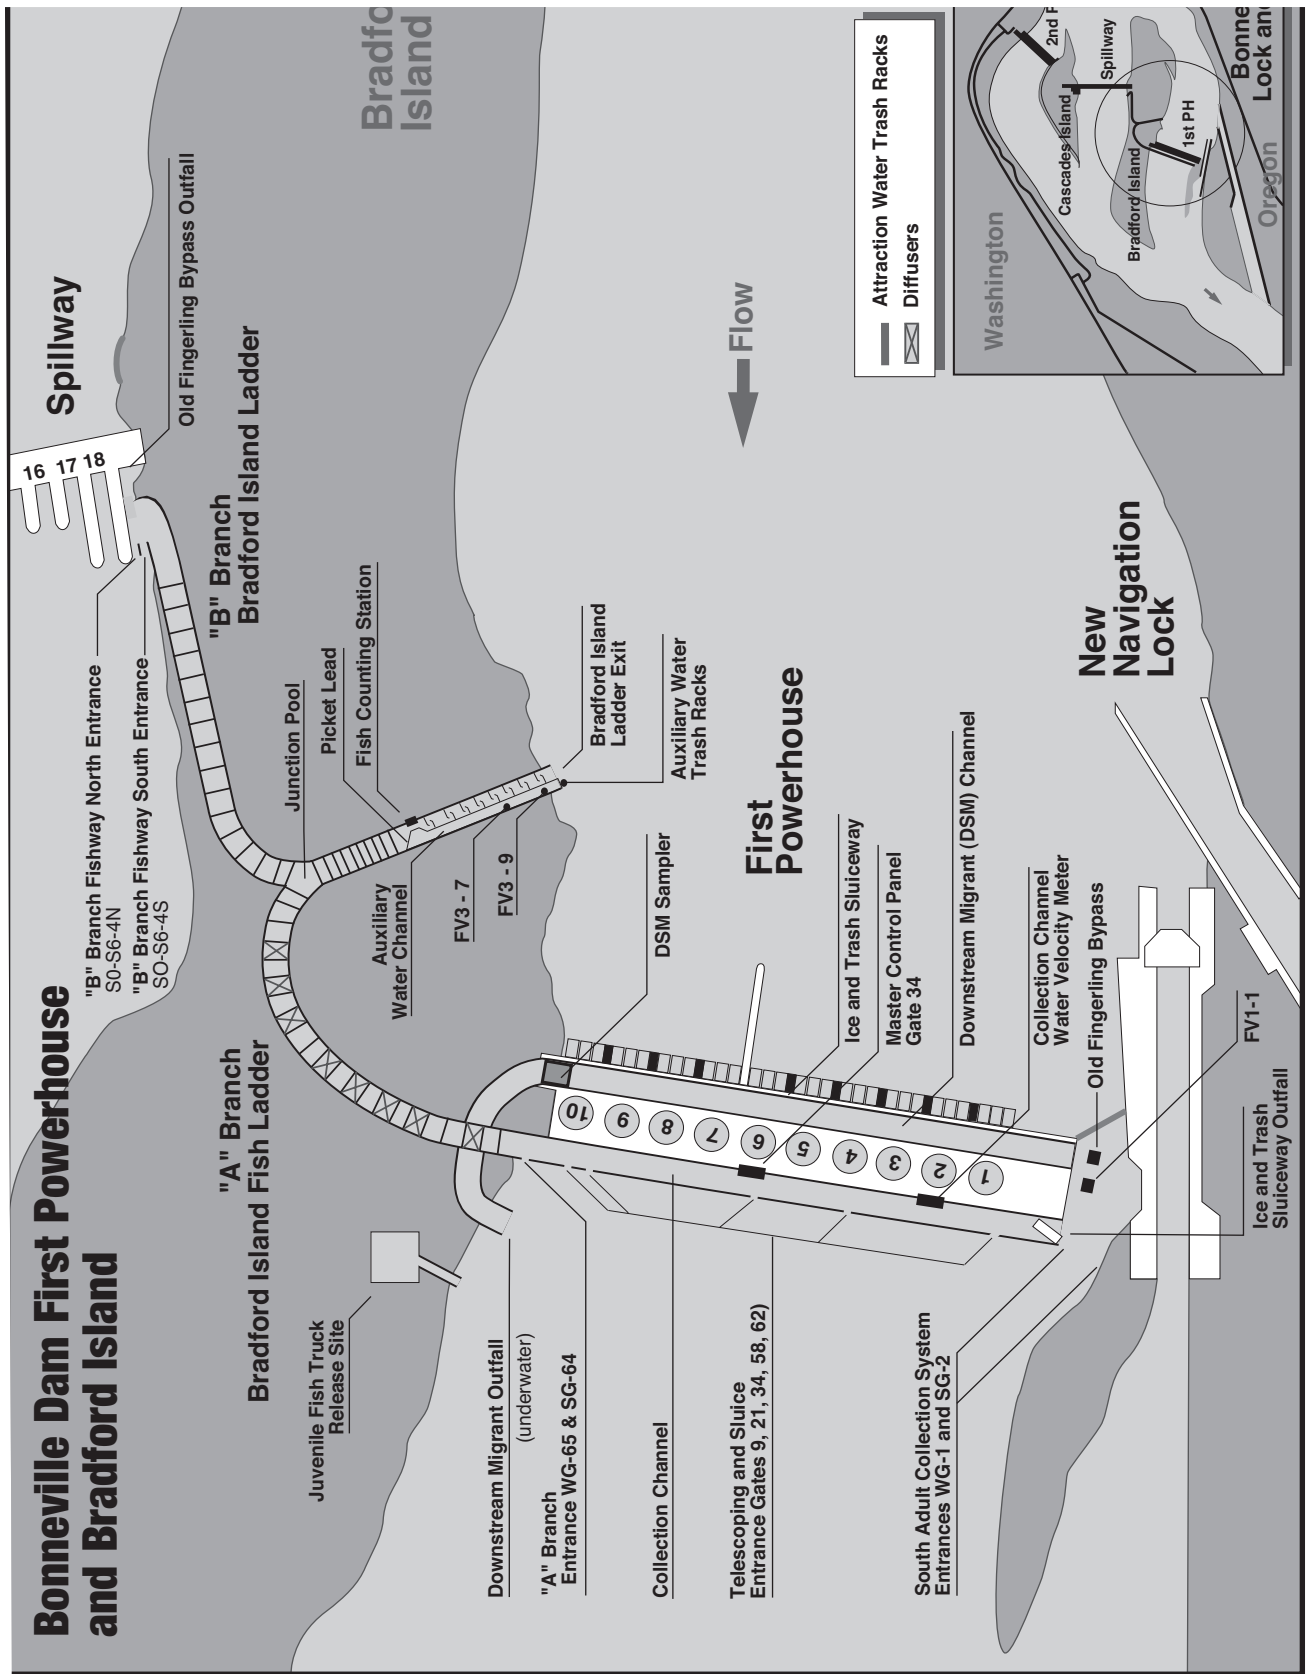 Bonneville Dam First Powerhouse
and Bradford Island
Spillway
16
17
18
Old Fingerling Bypass Outfall
"B" Branch Fishway North Entrance
S0-S6-4N
"B" Branch Fishway South Entrance
SO-S6-4S
"B" Branch
Bradford Island Ladder
Island
"A" Branch
Bradford Island Fish Ladder
Junction Pool
Picket Lead
Fish Counting Station
Auxiliary
Water Channel
FV3 - 7
FV3 - 9
Bradford Island
Ladder Exit
Auxiliary Water
Trash Racks
DSM Sampler
Juvenile Fish Truck
Release Site
Flow
First
Powerhouse
Downstream Migrant Outfall
(underwater)
"A" Branch
Entrance WG-65 & SG-64
Collection Channel
Telescoping and Sluice
Entrance Gates 9, 21, 34, 58, 62)
South Adult Collection System
Entrances WG-1 and SG-2
10
9
8
7
6
5
4
3
2
1
Ice and Trash Sluiceway
Master Control Panel
Gate 34
Downstream Migrant (DSM) Channel
Collection Channel
Water Velocity Meter
Old Fingerling Bypass
FV1-1
Ice and Trash
Sluiceway Outfall
New
Navigation
Lock
Attraction Water Trash Racks
Diffusers
Washington
Cascades Island
2nd
Spillway
Bradford Island
1st PH
Oregon
Lock